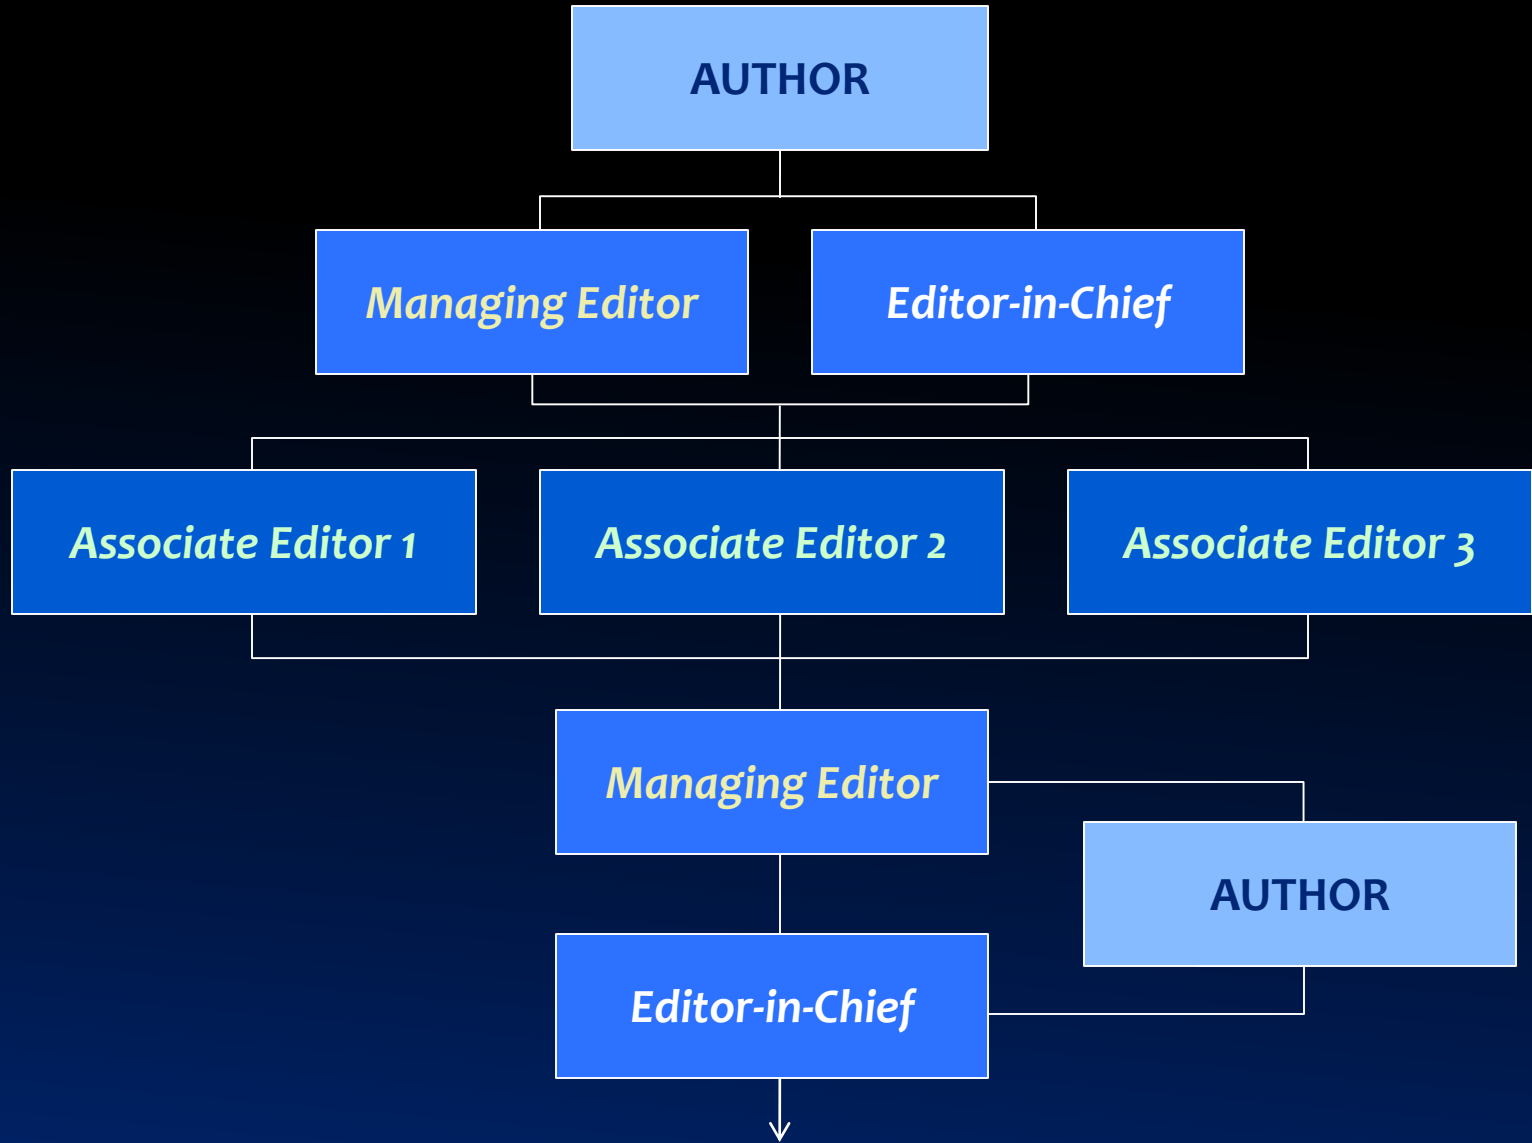 AUTHOR
Managing Editor
Editor-in-Chief
Associate Editor 1
Associate Editor 2
Associate Editor 3
Managing Editor
AUTHOR
Editor-in-Chief